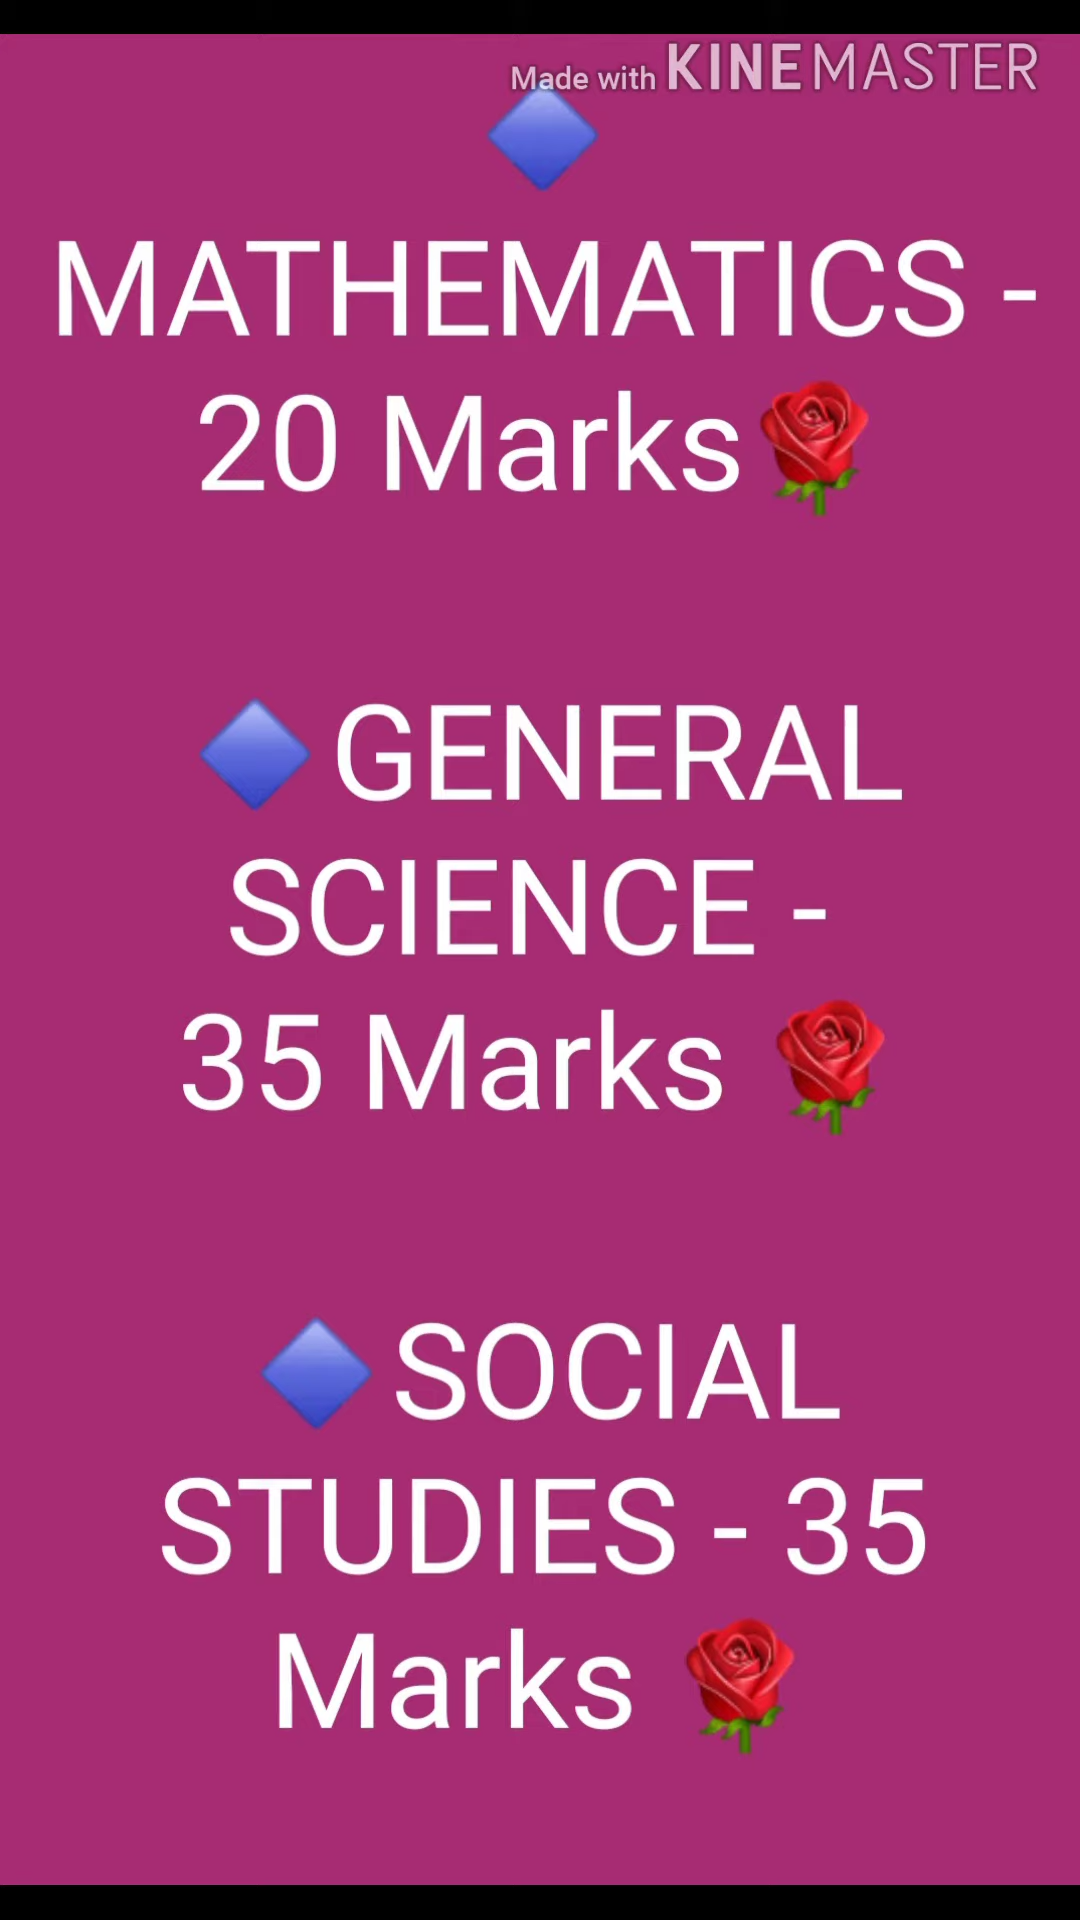 Made with KINEMASTER
🔷
MATHEMATICS -
20 Marks🌹
🔷GENERAL
SCIENCE -
35 Marks 🌹
🔷SOCIAL
STUDIES - 35
Marks 🌹